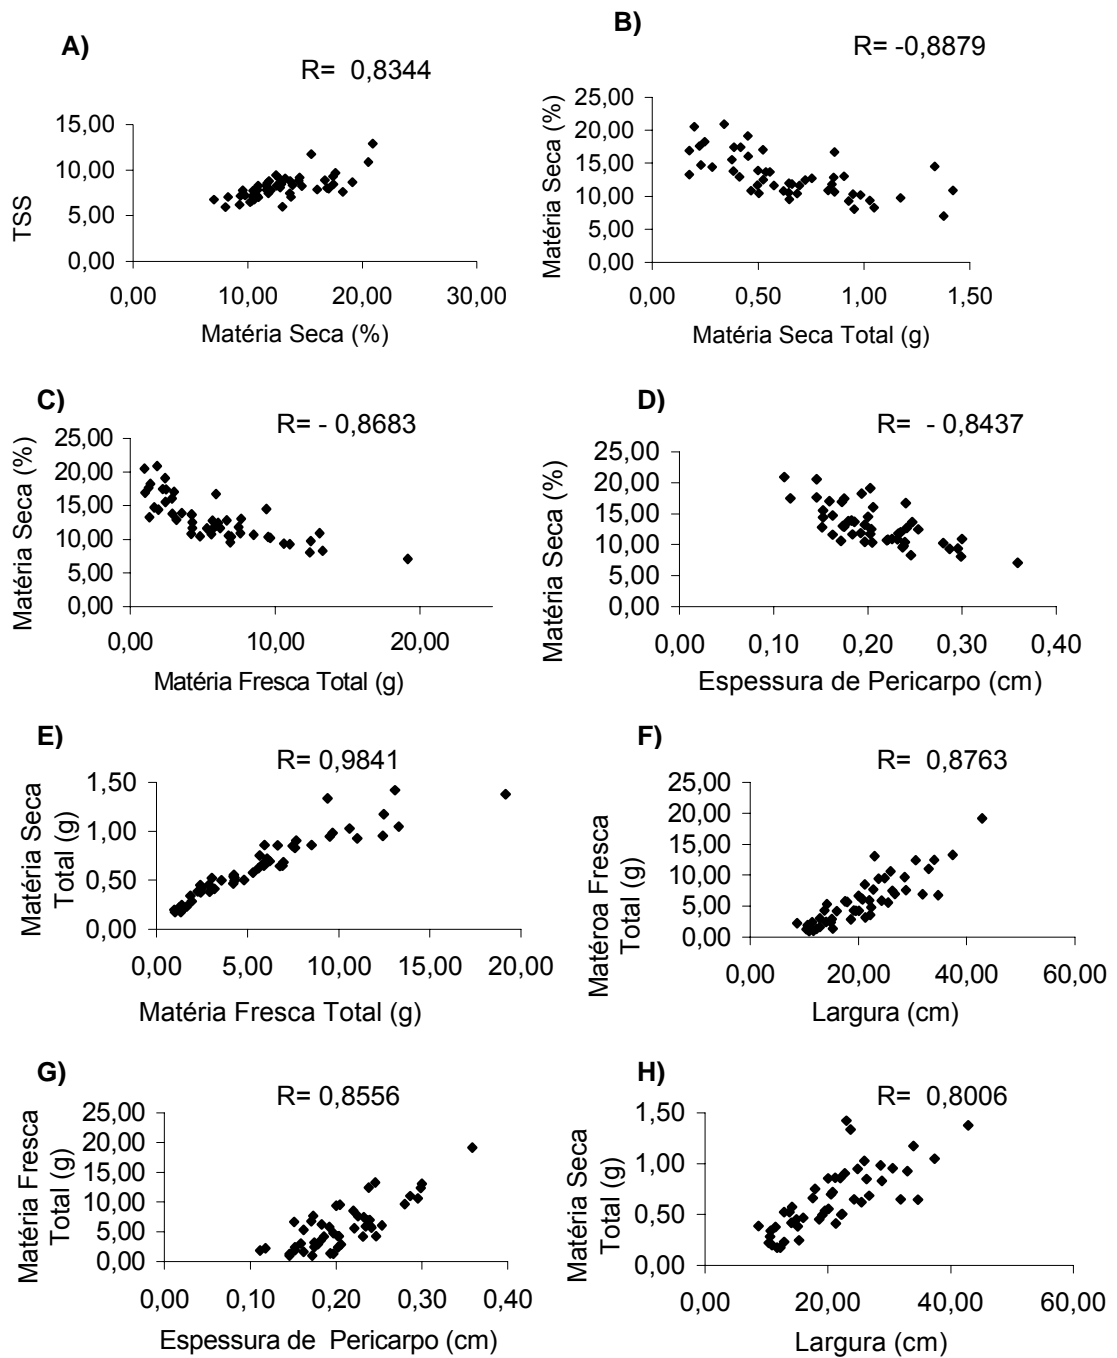 A)
R= 0,8344
15,00
10,00
5,00
0,00
TSS
0,00 10,00 20,00 30,00
Matéria Seca (%)
B)
R= -0,8879
25,00
20,00
15,00
10,00
5,00
0,00
Matéria Seca (%)
0,00 0,50 1,00 1,50
Matéria Seca Total (g)
C)
R= - 0,8683
25,00
20,00
15,00
10,00
5,00
0,00
Matéria Seca (%)
0,00 10,00 20,00
Matéria Fresca Total (g)
D)
R= - 0,8437
25,00
20,00
15,00
10,00
5,00
0,00
Matéria Seca (%)
0,00 0,10 0,20 0,30 0,40
Espessura de Pericarpo (cm)
E)
R= 0,9841
1,50
1,00
0,50
0,00
Matéria Seca
Total (g)
0,00 5,00 10,00 15,00 20,00
Matéria Fresca Total (g)
F)
R= 0,8763
25,00
20,00
15,00
10,00
5,00
0,00
Matéroa Fresca
Total (g)
0,00 20,00 40,00 60,00
Largura (cm)
G)
R= 0,8556
25,00
20,00
15,00
10,00
5,00
0,00
Matéria Fresca
Total (g)
0,00 0,10 0,20 0,30 0,40
Espessura de Pericarpo (cm)
H)
R= 0,8006
1,50
1,00
0,50
0,00
Matéria Seca
Total (g)
0,00 20,00 40,00 60,00
Largura (cm)